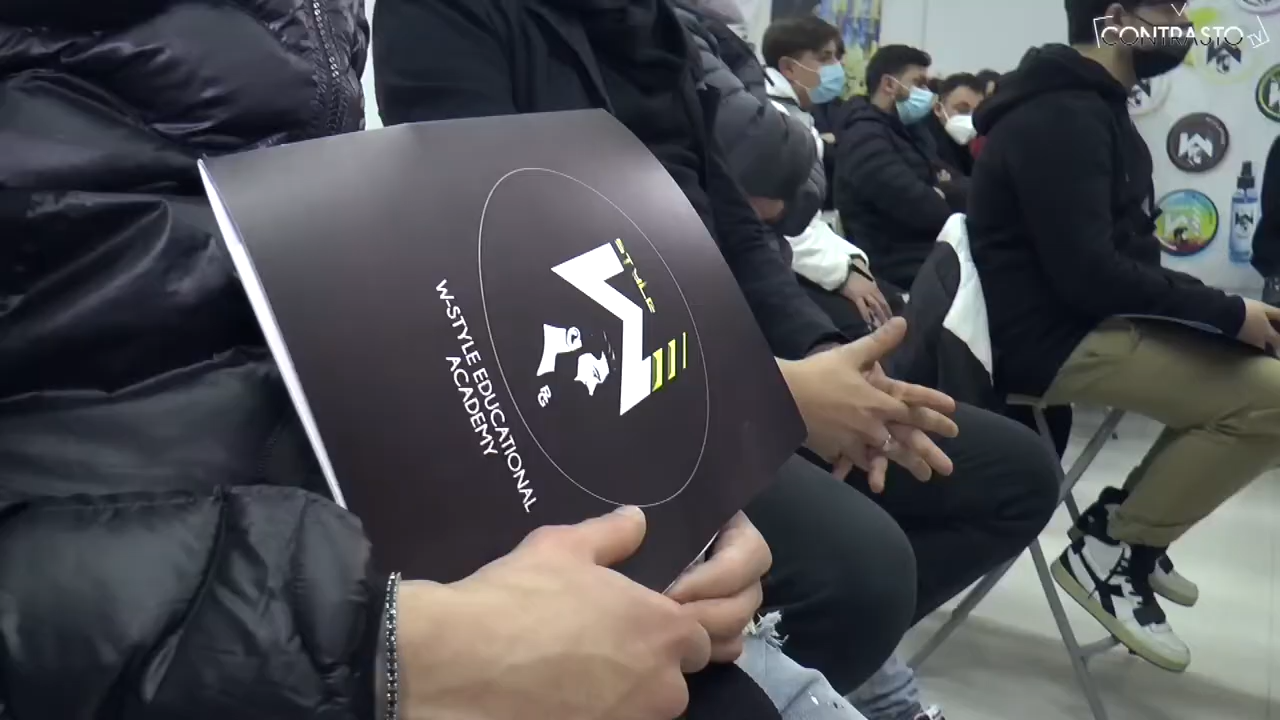 CONTRASTO TV
STYLE
W
W-STYLE EDUCATIONAL
ACADEMY